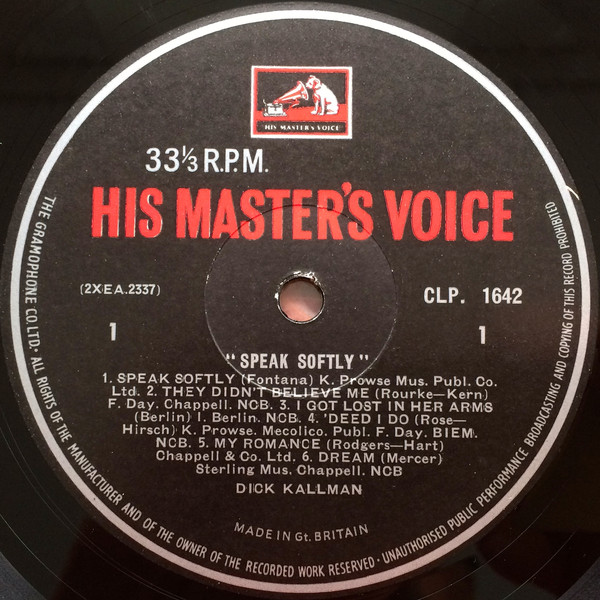 "HIS MASTER'S VOICE"
33⅓ R.P.M.
HIS MASTER'S VOICE
(2XEA.2337)
CLP. 1642
1
1
"SPEAK SOFTLY"
1. SPEAK SOFTLY (Fontana) K. Prowse Mus. Publ. Co.
Ltd. 2. THEY DIDN'T BELIEVE ME (Rourke—Kern)
F. Day. Chappell. NCB. 3. I GOT LOST IN HER ARMS
(Berlin) I. Berlin. NCB. 4. 'DEED I DO (Rose—
Hirsch) K. Prowse. Mecolico. Publ. F. Day. BIEM.
NCB. 5. MY ROMANCE (Rodgers—Hart)
Chappell & Co. Ltd. 6. DREAM (Mercer)
Sterling Mus. Chappell. NCB
DICK KALLMAN
MADE IN Gt. BRITAIN
THE GRAMOPHONE CO. LTD. · ALL RIGHTS OF THE MANUFACTURER AND OF THE OWNER OF THE RECORDED WORK RESERVED · UNAUTHORISED PUBLIC PERFORMANCE BROADCASTING AND COPYING OF THIS RECORD PROHIBITED